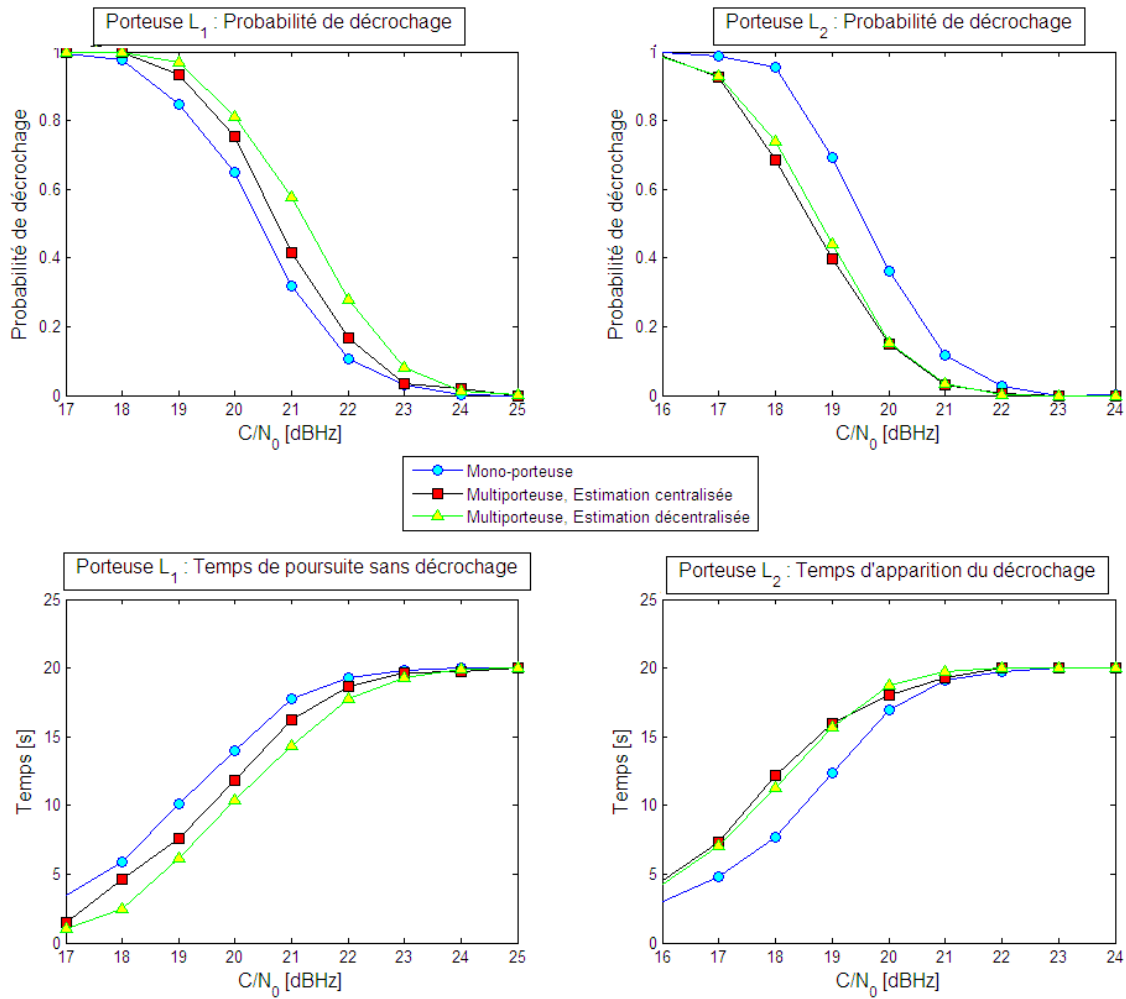 Porteuse L1 : Probabilité de décrochage
Probabilité de décrochage
1
0.8
0.6
0.4
0.2
0
17 18 19 20 21 22 23 24 25
C/N0 [dBHz]
Porteuse L2 : Probabilité de décrochage
Probabilité de décrochage
1
0.8
0.6
0.4
0.2
0
16 17 18 19 20 21 22 23 24
C/N0 [dBHz]
Mono-porteuse
Multiporteuse, Estimation centralisée
Multiporteuse, Estimation décentralisée
Porteuse L1 : Temps de poursuite sans décrochage
Temps [s]
25
20
15
10
5
0
17 18 19 20 21 22 23 24 25
C/N0 [dBHz]
Porteuse L2 : Temps d'apparition du décrochage
Temps [s]
25
20
15
10
5
0
16 17 18 19 20 21 22 23 24
C/N0 [dBHz]